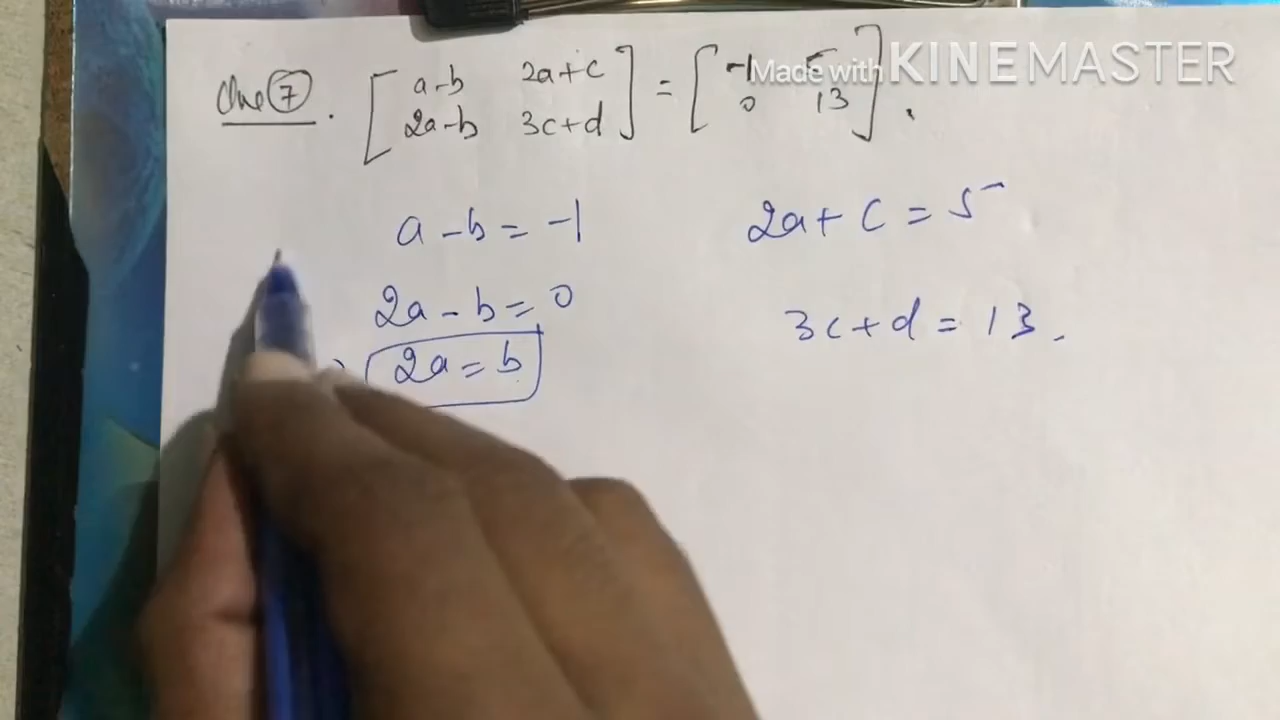 Que 7. [ a-b 2a+c ] = [ -1 5 ]
[ 2a-b 3c+d ] [ 0 13 ].
Made with KINEMASTER
a - b = -1 2a + c = 5
2a - b = 0 3c + d = 13.
2a = b